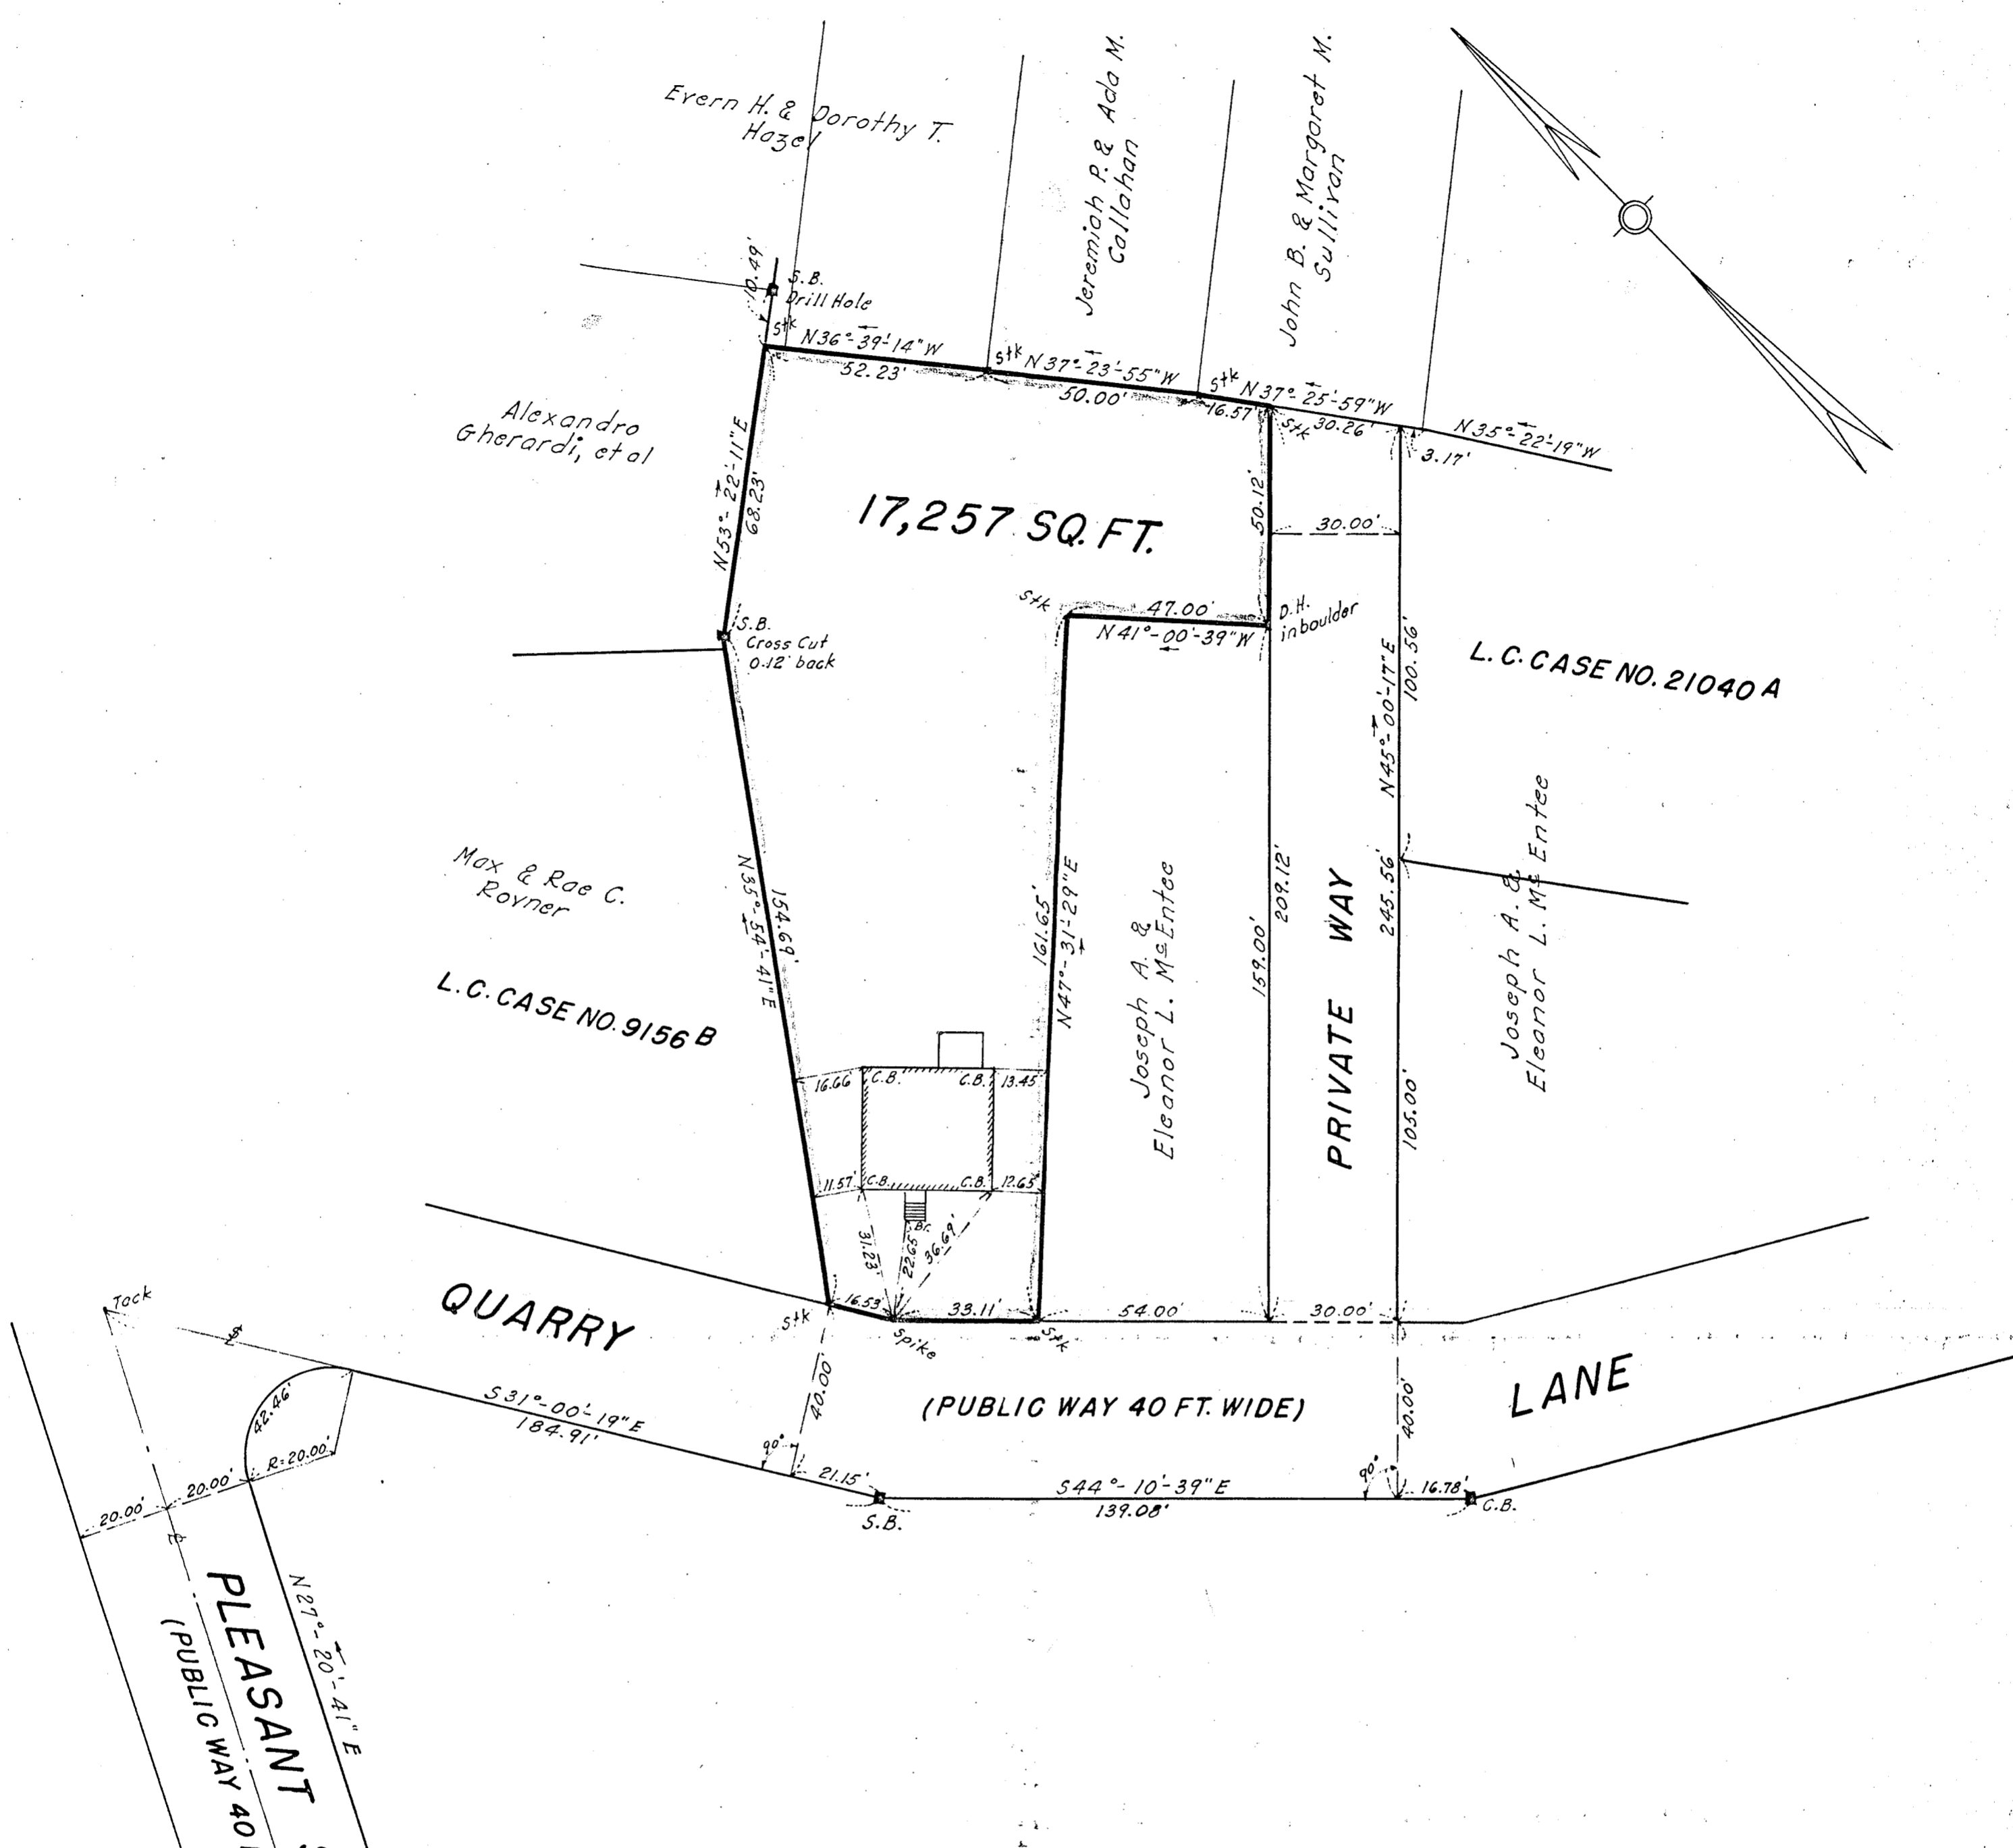 Evern H. & Dorothy T.
Hazel
Jeremiah P. & Ada M.
Callahan
John B. & Margaret M.
Sullivan
10.49'
S.B.
Drill Hole
Stk
N36°-39'-14"W
52.23'
Stk
N37°-23'-55"W
50.00'
Stk
N37°-25'-59"W
16.57'
Stk
30.26'
N35°-22'-19"W
3.17'
Alexandro
Gherardi, et al
N53°-22'-11"E
68.23'
17,257 SQ. FT.
50.12'
30.00'
Stk
47.00'
N41°-00'-39"W
D.H.
in boulder
S.B.
Cross Cut
0.12' back
N45°-00'-17"E
100.56'
L.C. CASE NO. 21040 A
Max & Rae C.
Rovner
N35°-54'-41"E
154.69'
161.65'
N47°-31'-29"E
Joseph A. &
Eleanor L. McEntee
159.00'
209.12'
PRIVATE WAY
245.56'
105.00'
Joseph A. &
Eleanor L. McEntee
L.C. CASE NO. 9156 B
16.66'
C.B.
C.B.
13.45'
11.57'
C.B.
C.B.
12.65'
Br.
31.23'
22.65'
36.69'
QUARRY
Stk
16.53'
Spike
33.11'
Stk
54.00'
30.00'
Tack
℄
42.46'
R=20.00'
20.00'
20.00'
℄
S31°-00'-19"E
184.91'
40.00'
90°
21.15'
S.B.
(PUBLIC WAY 40 FT. WIDE)
LANE
S44°-10'-39"E
139.08'
40.00'
90°
16.78'
C.B.
N27°-20'-41"E
PLEASANT
(PUBLIC WAY 40